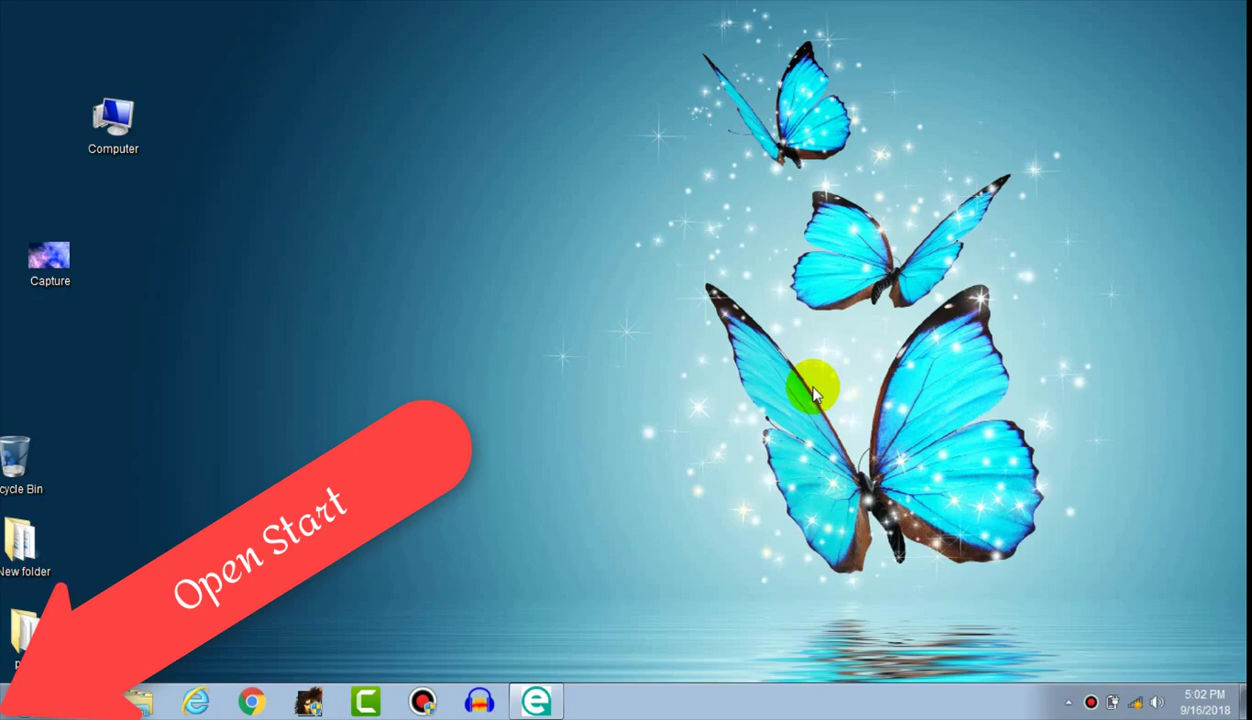 Computer
Capture
cycle Bin
New folder
p
Open Start
5:02 PM
9/16/2018